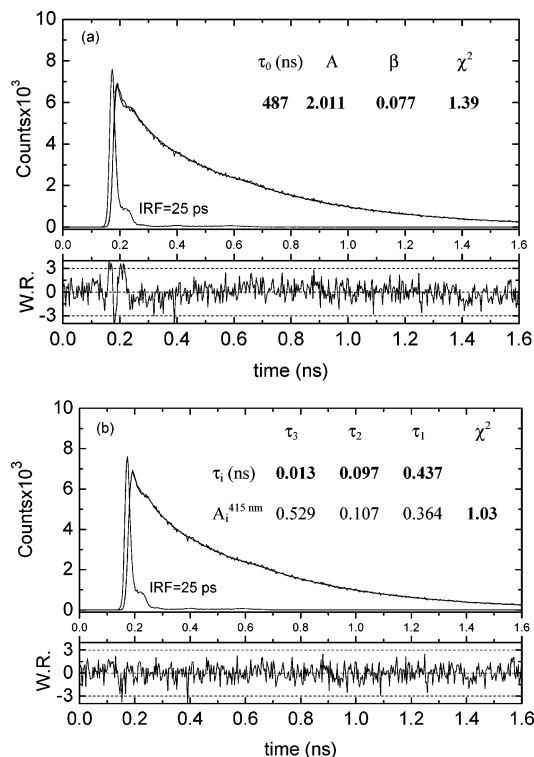 (a)
τ₀ (ns) A β χ²
487 2.011 0.077 1.39
Countsx10³
10
8
6
4
2
0
IRF=25 ps
0.0 0.2 0.4 0.6 0.8 1.0 1.2 1.4 1.6
W.R.
3
0
-3
0.0 0.2 0.4 0.6 0.8 1.0 1.2 1.4 1.6
time (ns)
(b)
τ₃ τ₂ τ₁ χ²
τᵢ (ns) 0.013 0.097 0.437
Aᵢ⁴¹⁵ ⁿᵐ 0.529 0.107 0.364 1.03
Countsx10³
10
8
6
4
2
0
IRF=25 ps
0.0 0.2 0.4 0.6 0.8 1.0 1.2 1.4 1.6
W.R.
3
0
-3
0.0 0.2 0.4 0.6 0.8 1.0 1.2 1.4 1.6
time (ns)